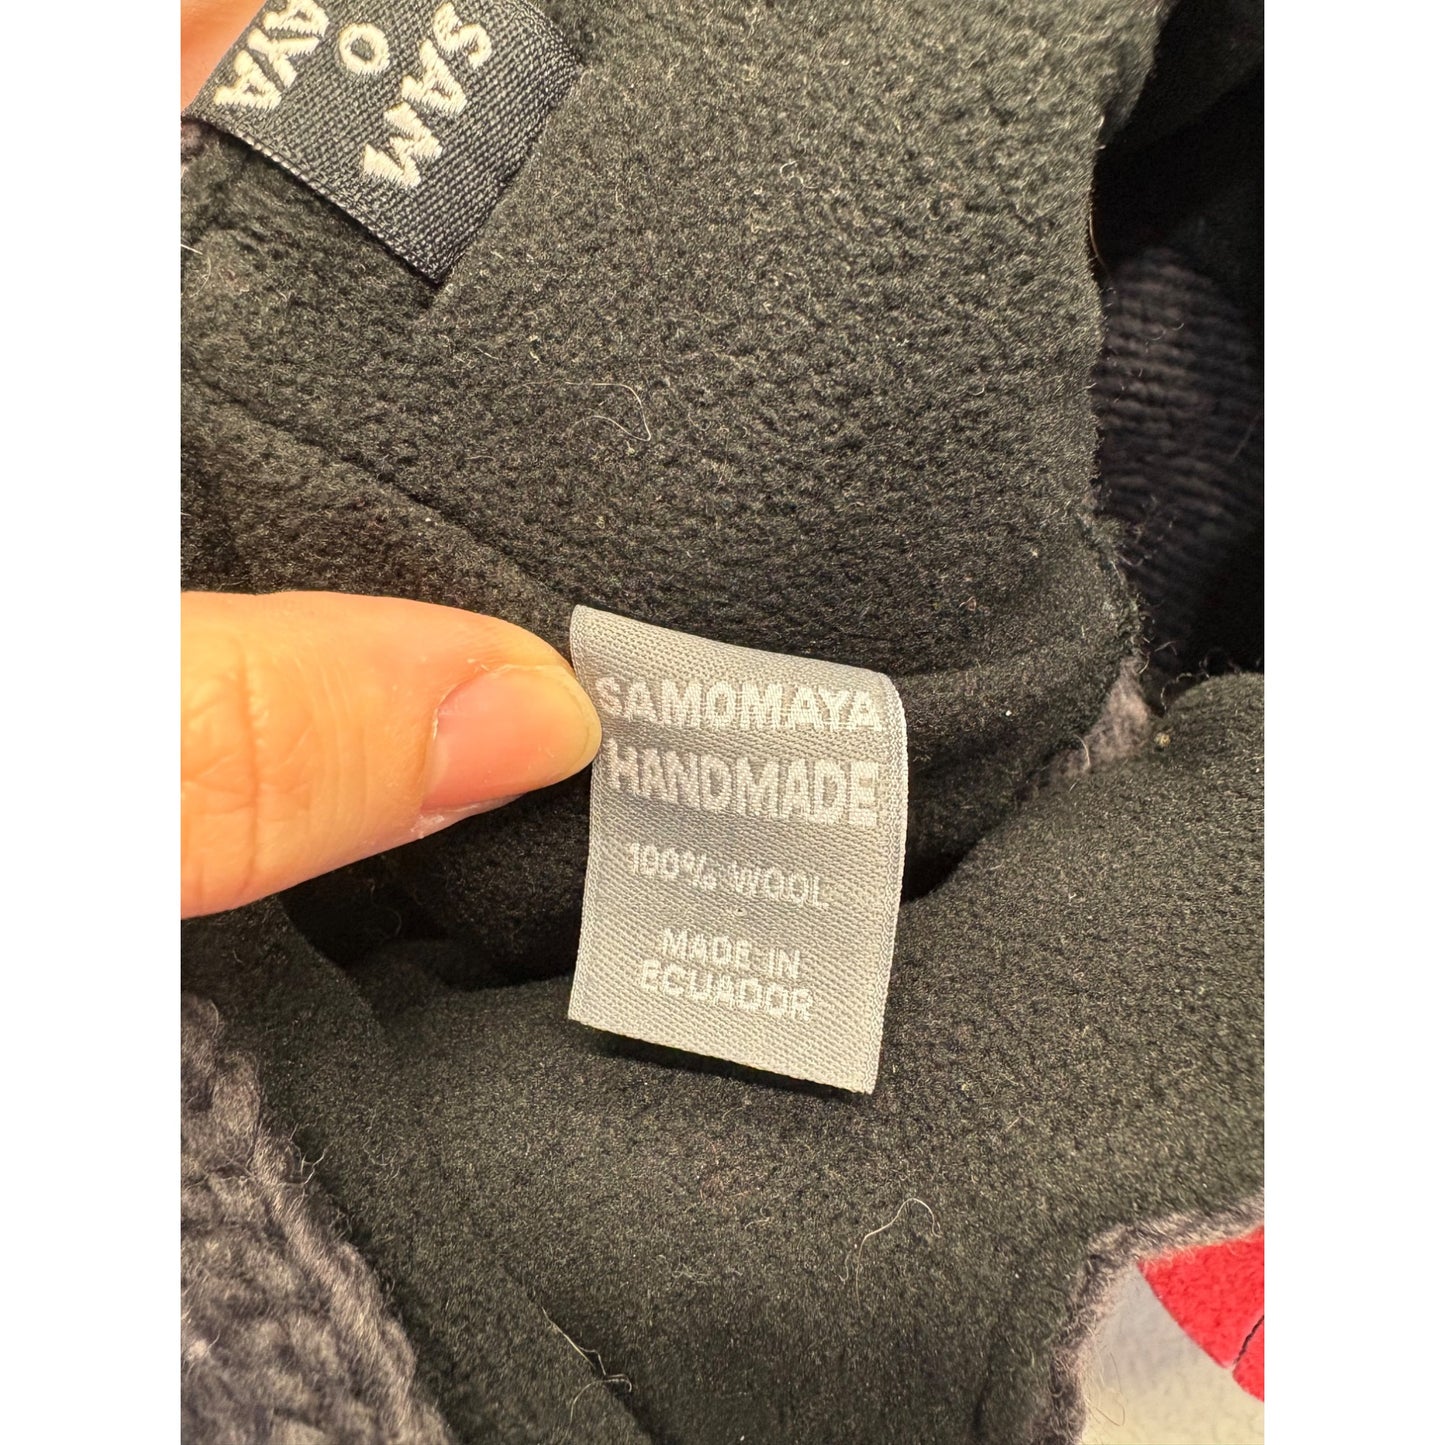 SAM
O
AYA
SAMOMAYA
HANDMADE
100% WOOL
MADE IN
ECUADOR